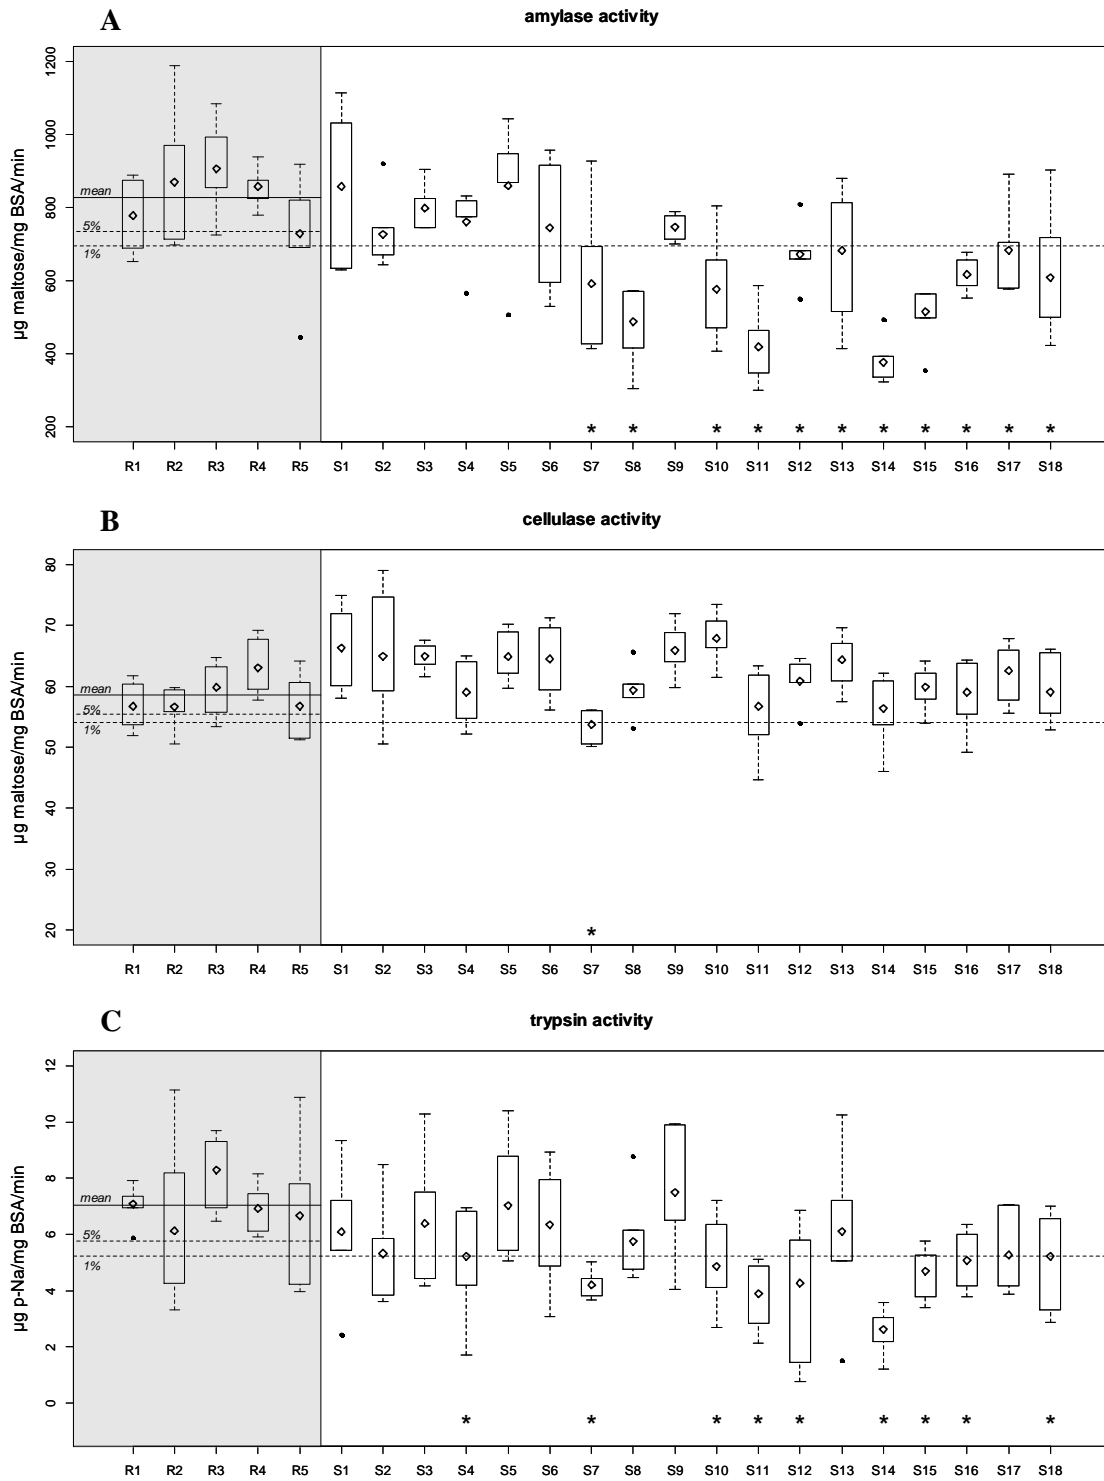 A
amylase activity
µg maltose/mg BSA/min
1200
1000
800
600
400
200
mean
5%
1%
* * * * * * * * * * *
R1 R2 R3 R4 R5 S1 S2 S3 S4 S5 S6 S7 S8 S9 S10 S11 S12 S13 S14 S15 S16 S17 S18
B
cellulase activity
µg maltose/mg BSA/min
80
70
60
50
40
30
20
mean
5%
1%
*
R1 R2 R3 R4 R5 S1 S2 S3 S4 S5 S6 S7 S8 S9 S10 S11 S12 S13 S14 S15 S16 S17 S18
C
trypsin activity
µg p-Na/mg BSA/min
12
10
8
6
4
2
0
mean
5%
1%
* * * * * * * * *
R1 R2 R3 R4 R5 S1 S2 S3 S4 S5 S6 S7 S8 S9 S10 S11 S12 S13 S14 S15 S16 S17 S18